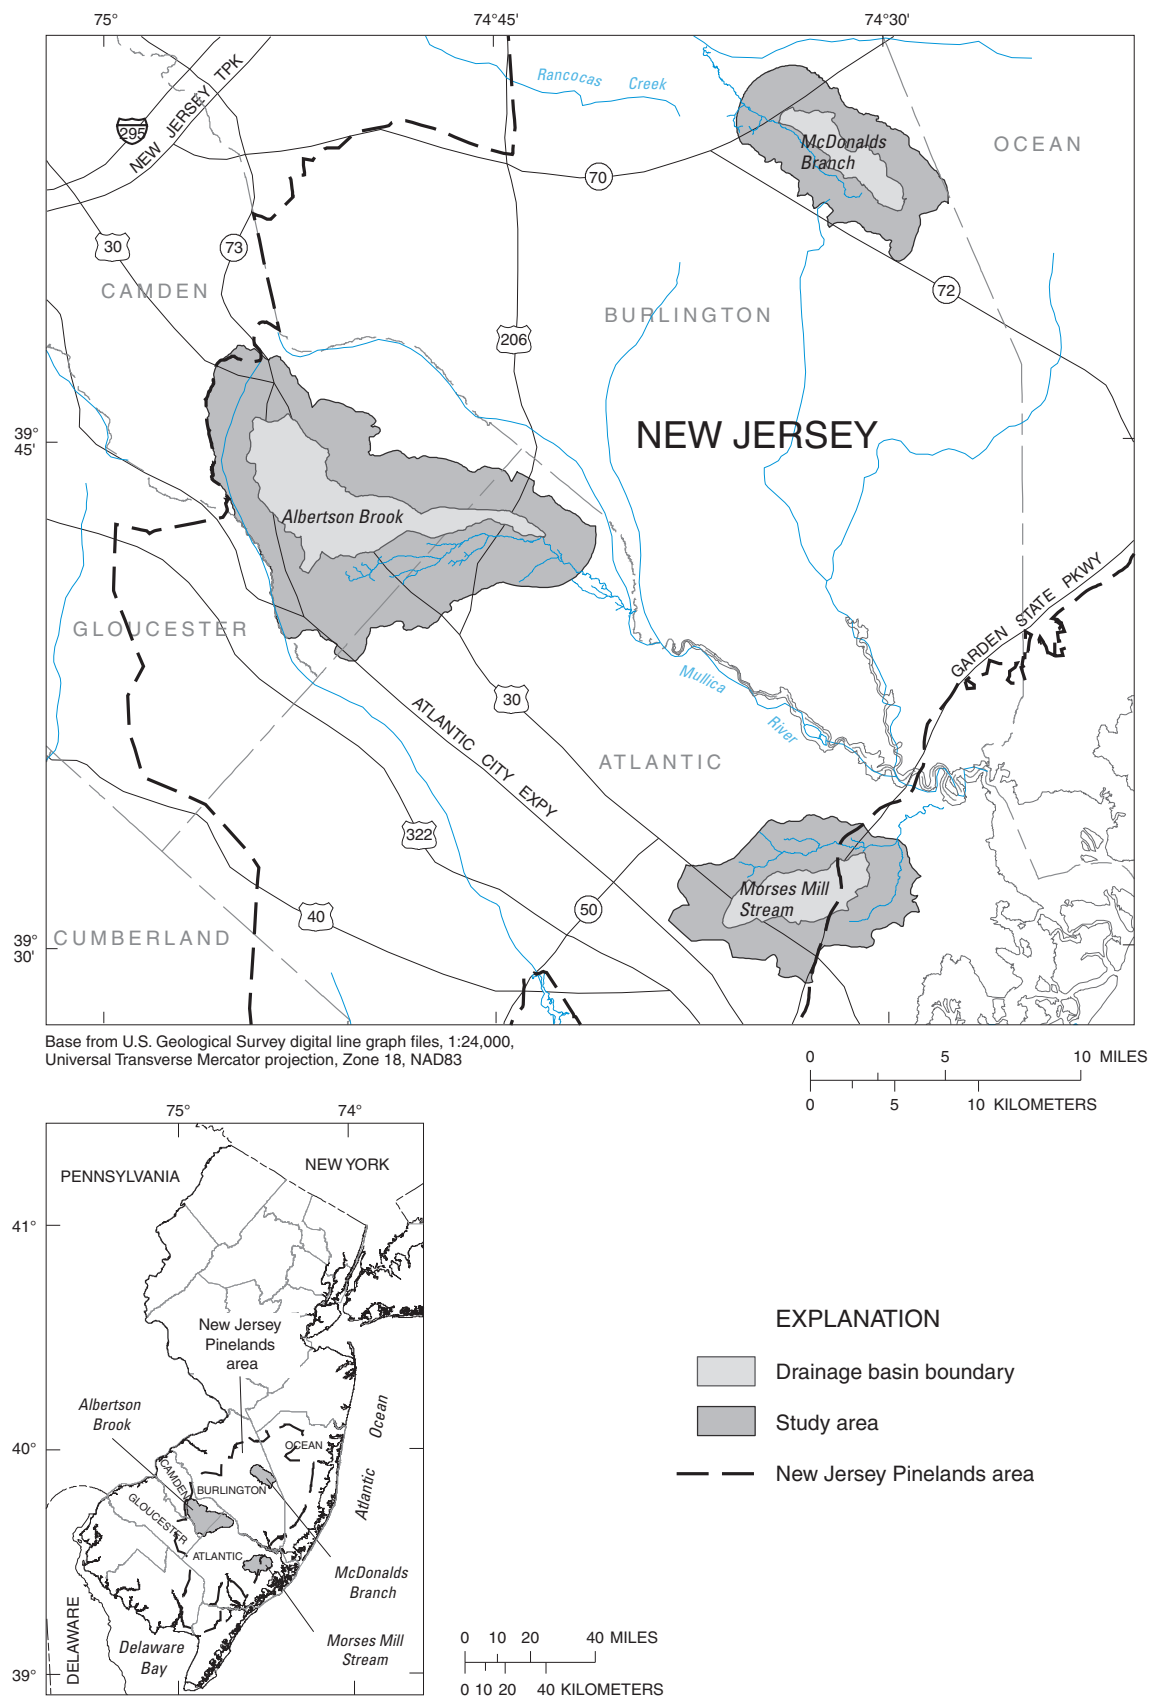 75°
74°45'
74°30'
Rancocas Creek
NEW JERSEY TPK
295
McDonalds
Branch
OCEAN
70
30
73
72
CAMDEN
BURLINGTON
206
NEW JERSEY
39°
45'
Albertson Brook
GLOUCESTER
GARDEN STATE PKWY
Mullica
River
30
ATLANTIC CITY EXPY
ATLANTIC
322
Morses Mill
Stream
40
50
CUMBERLAND
39°
30'
Base from U.S. Geological Survey digital line graph files, 1:24,000,
Universal Transverse Mercator projection, Zone 18, NAD83
0 5 10 MILES
0 5 10 KILOMETERS
75°
74°
PENNSYLVANIA
NEW YORK
41°
New Jersey
Pinelands
area
Albertson
Brook
Atlantic Ocean
40°
OCEAN
CAMDEN
BURLINGTON
GLOUCESTER
ATLANTIC
McDonalds
Branch
Morses Mill
Stream
DELAWARE
Delaware
Bay
39°
0 10 20 40 MILES
0 10 20 40 KILOMETERS
EXPLANATION
Drainage basin boundary
Study area
New Jersey Pinelands area